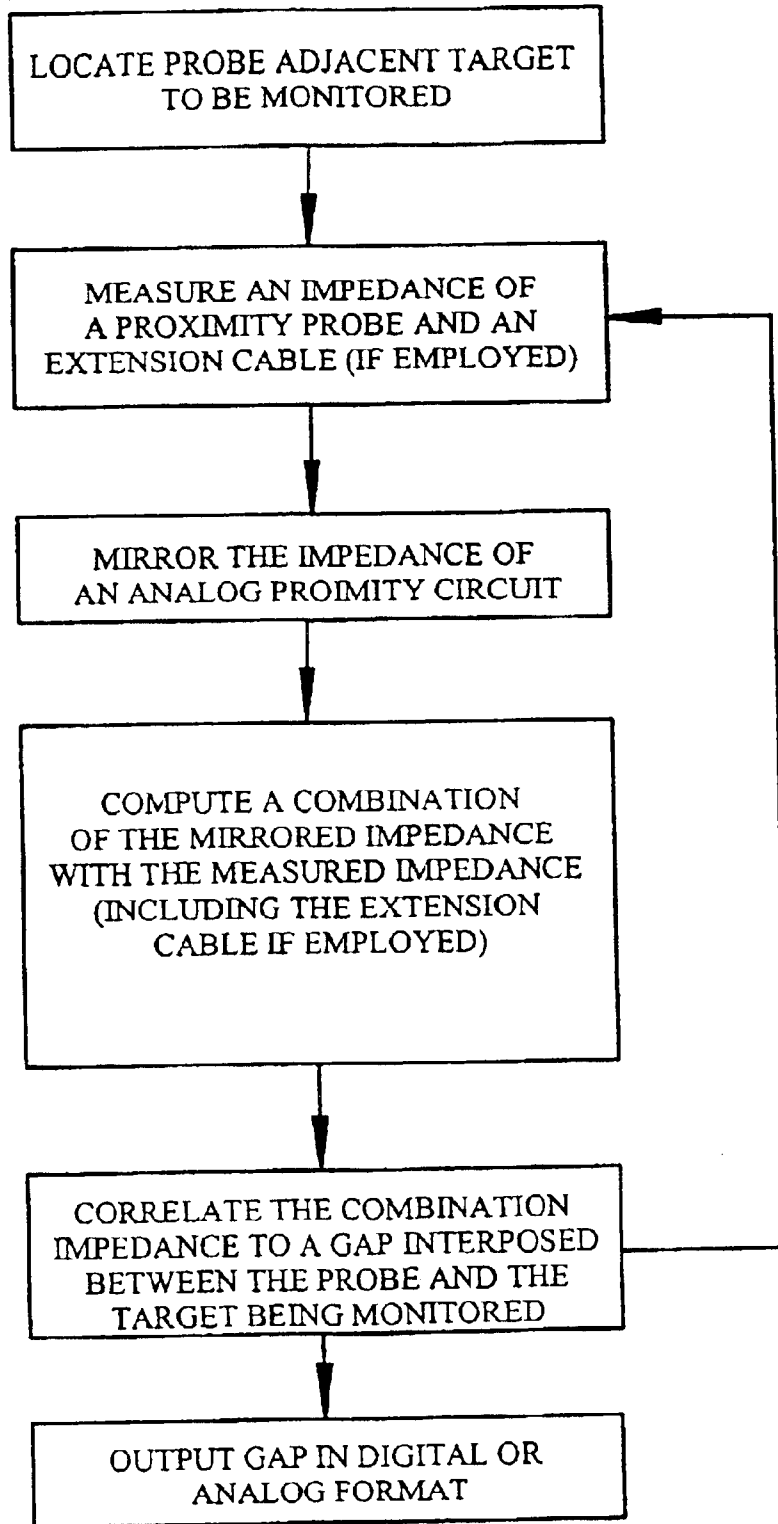 LOCATE PROBE ADJACENT TARGET
TO BE MONITORED
MEASURE AN IMPEDANCE OF
A PROXIMITY PROBE AND AN
EXTENSION CABLE (IF EMPLOYED)
MIRROR THE IMPEDANCE OF
AN ANALOG PROIMITY CIRCUIT
COMPUTE A COMBINATION
OF THE MIRRORED IMPEDANCE
WITH THE MEASURED IMPEDANCE
(INCLUDING THE EXTENSION
CABLE IF EMPLOYED)
CORRELATE THE COMBINATION
IMPEDANCE TO A GAP INTERPOSED
BETWEEN THE PROBE AND THE
TARGET BEING MONITORED
OUTPUT GAP IN DIGITAL OR
ANALOG FORMAT